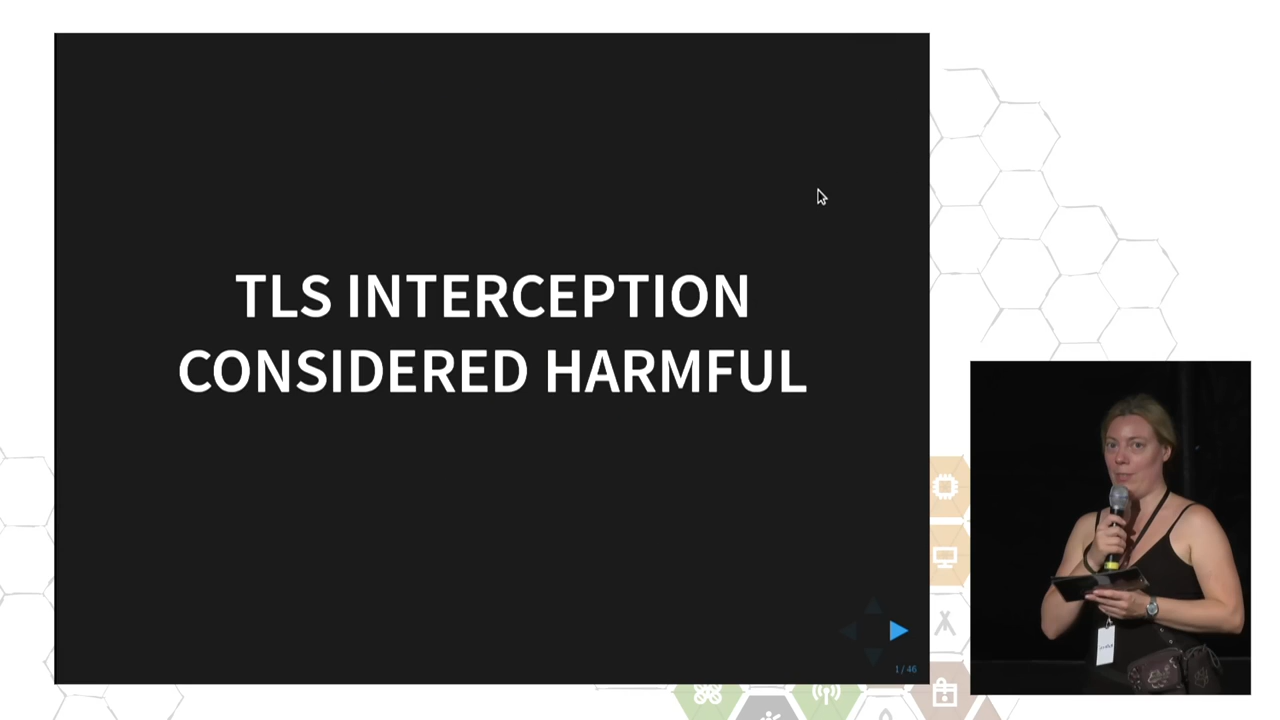 TLS INTERCEPTION
CONSIDERED HARMFUL
1 / 46